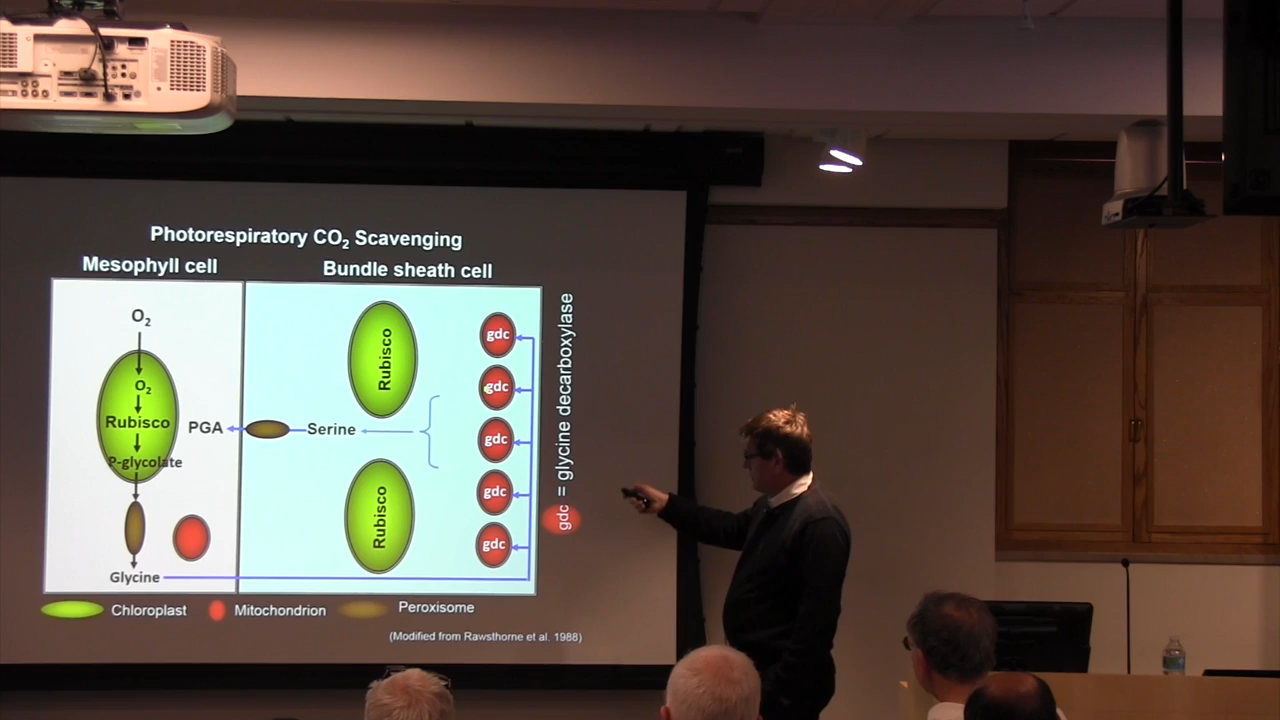 Photorespiratory CO₂ Scavenging
Mesophyll cell
Bundle sheath cell
O₂
O₂
Rubisco
P-glycolate
Glycine
PGA
Serine
Rubisco
Rubisco
gdc
gdc
gdc
gdc
gdc
gdc = glycine decarboxylase
Chloroplast
Mitochondrion
Peroxisome
(Modified from Rawsthorne et al. 1988)